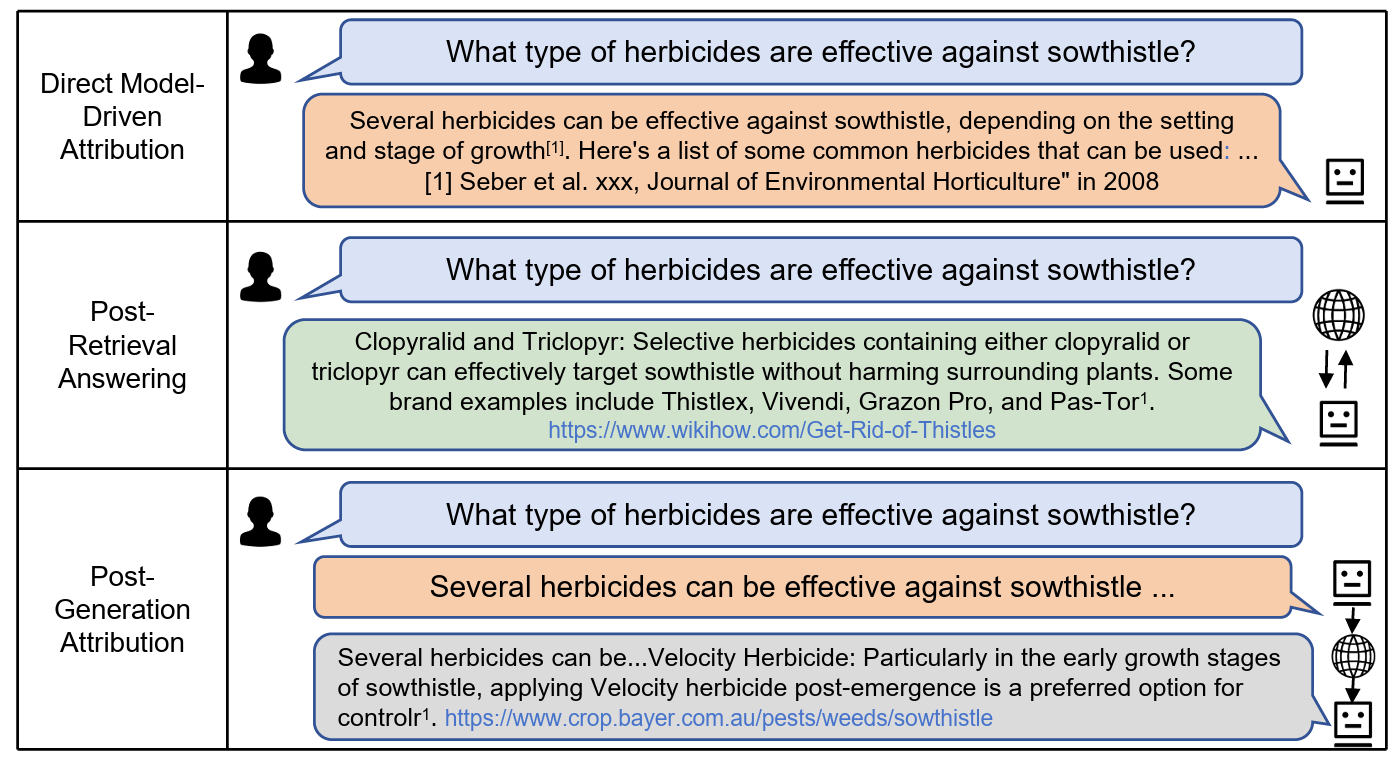 Direct Model-
Driven
Attribution
What type of herbicides are effective against sowthistle?
Several herbicides can be effective against sowthistle, depending on the setting
and stage of growth[1]. Here's a list of some common herbicides that can be used: ...
[1] Seber et al. xxx, Journal of Environmental Horticulture" in 2008
Post-
Retrieval
Answering
What type of herbicides are effective against sowthistle?
Clopyralid and Triclopyr: Selective herbicides containing either clopyralid or
triclopyr can effectively target sowthistle without harming surrounding plants. Some
brand examples include Thistlex, Vivendi, Grazon Pro, and Pas-Tor¹.
https://www.wikihow.com/Get-Rid-of-Thistles
Post-
Generation
Attribution
What type of herbicides are effective against sowthistle?
Several herbicides can be effective against sowthistle ...
Several herbicides can be...Velocity Herbicide: Particularly in the early growth stages
of sowthistle, applying Velocity herbicide post-emergence is a preferred option for
controlr¹. https://www.crop.bayer.com.au/pests/weeds/sowthistle